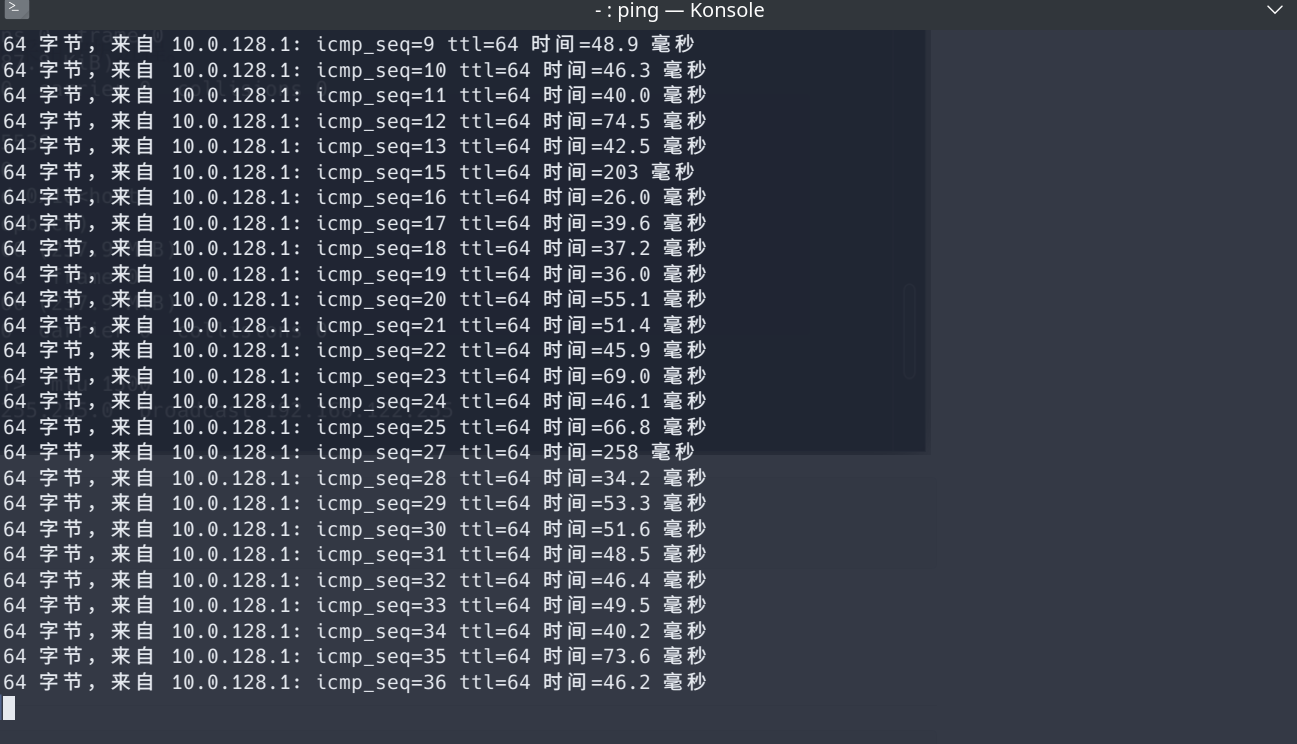 - : ping — Konsole
64 字节，来自 10.0.128.1: icmp_seq=9 ttl=64 时间=48.9 毫秒
64 字节，来自 10.0.128.1: icmp_seq=10 ttl=64 时间=46.3 毫秒
64 字节，来自 10.0.128.1: icmp_seq=11 ttl=64 时间=40.0 毫秒
64 字节，来自 10.0.128.1: icmp_seq=12 ttl=64 时间=74.5 毫秒
64 字节，来自 10.0.128.1: icmp_seq=13 ttl=64 时间=42.5 毫秒
64 字节，来自 10.0.128.1: icmp_seq=15 ttl=64 时间=203 毫秒
64 字节，来自 10.0.128.1: icmp_seq=16 ttl=64 时间=26.0 毫秒
64 字节，来自 10.0.128.1: icmp_seq=17 ttl=64 时间=39.6 毫秒
64 字节，来自 10.0.128.1: icmp_seq=18 ttl=64 时间=37.2 毫秒
64 字节，来自 10.0.128.1: icmp_seq=19 ttl=64 时间=36.0 毫秒
64 字节，来自 10.0.128.1: icmp_seq=20 ttl=64 时间=55.1 毫秒
64 字节，来自 10.0.128.1: icmp_seq=21 ttl=64 时间=51.4 毫秒
64 字节，来自 10.0.128.1: icmp_seq=22 ttl=64 时间=45.9 毫秒
64 字节，来自 10.0.128.1: icmp_seq=23 ttl=64 时间=69.0 毫秒
64 字节，来自 10.0.128.1: icmp_seq=24 ttl=64 时间=46.1 毫秒
64 字节，来自 10.0.128.1: icmp_seq=25 ttl=64 时间=66.8 毫秒
64 字节，来自 10.0.128.1: icmp_seq=27 ttl=64 时间=258 毫秒
64 字节，来自 10.0.128.1: icmp_seq=28 ttl=64 时间=34.2 毫秒
64 字节，来自 10.0.128.1: icmp_seq=29 ttl=64 时间=53.3 毫秒
64 字节，来自 10.0.128.1: icmp_seq=30 ttl=64 时间=51.6 毫秒
64 字节，来自 10.0.128.1: icmp_seq=31 ttl=64 时间=48.5 毫秒
64 字节，来自 10.0.128.1: icmp_seq=32 ttl=64 时间=46.4 毫秒
64 字节，来自 10.0.128.1: icmp_seq=33 ttl=64 时间=49.5 毫秒
64 字节，来自 10.0.128.1: icmp_seq=34 ttl=64 时间=40.2 毫秒
64 字节，来自 10.0.128.1: icmp_seq=35 ttl=64 时间=73.6 毫秒
64 字节，来自 10.0.128.1: icmp_seq=36 ttl=64 时间=46.2 毫秒